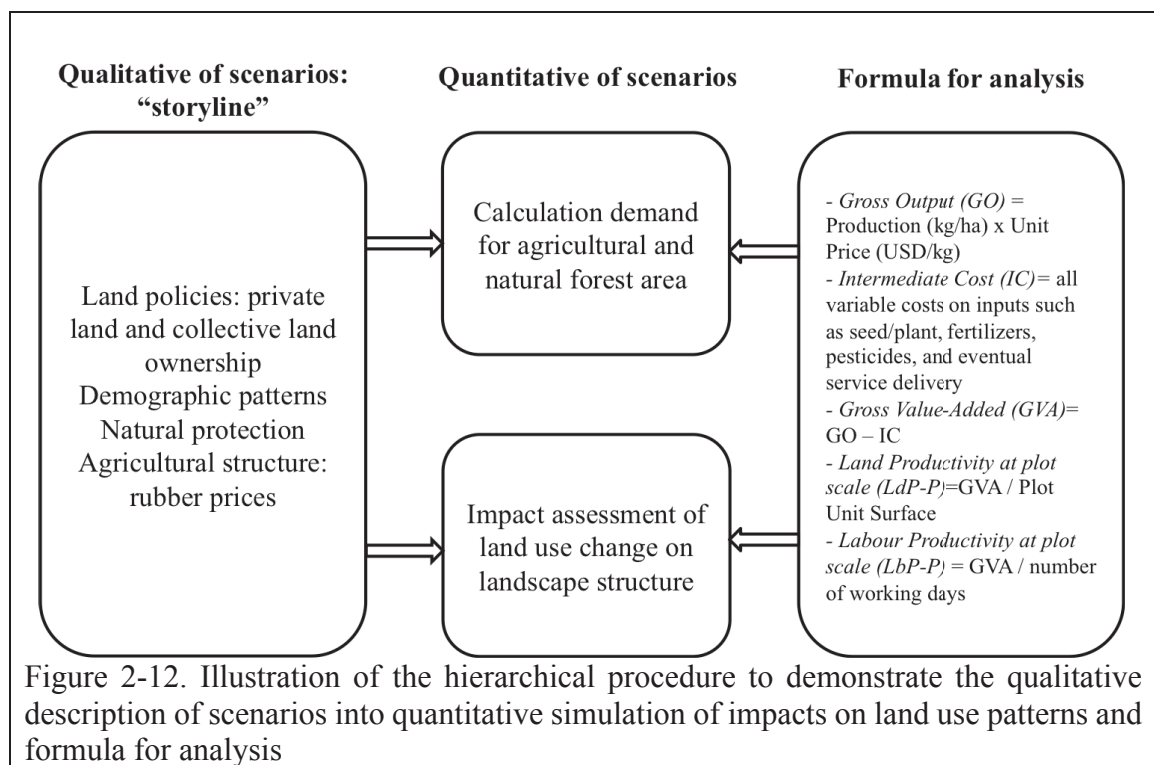 Qualitative of scenarios:
“storyline”
Land policies: private
land and collective land
ownership
Demographic patterns
Natural protection
Agricultural structure:
rubber prices
Quantitative of scenarios
Calculation demand
for agricultural and
natural forest area
Impact assessment of
land use change on
landscape structure
Formula for analysis
- Gross Output (GO) =
Production (kg/ha) x Unit
Price (USD/kg)
- Intermediate Cost (IC)= all
variable costs on inputs such
as seed/plant, fertilizers,
pesticides, and eventual
service delivery
- Gross Value-Added (GVA)=
GO – IC
- Land Productivity at plot
scale (LdP-P)=GVA / Plot
Unit Surface
- Labour Productivity at plot
scale (LbP-P) = GVA / number
of working days
Figure 2-12. Illustration of the hierarchical procedure to demonstrate the qualitative
description of scenarios into quantitative simulation of impacts on land use patterns and
formula for analysis